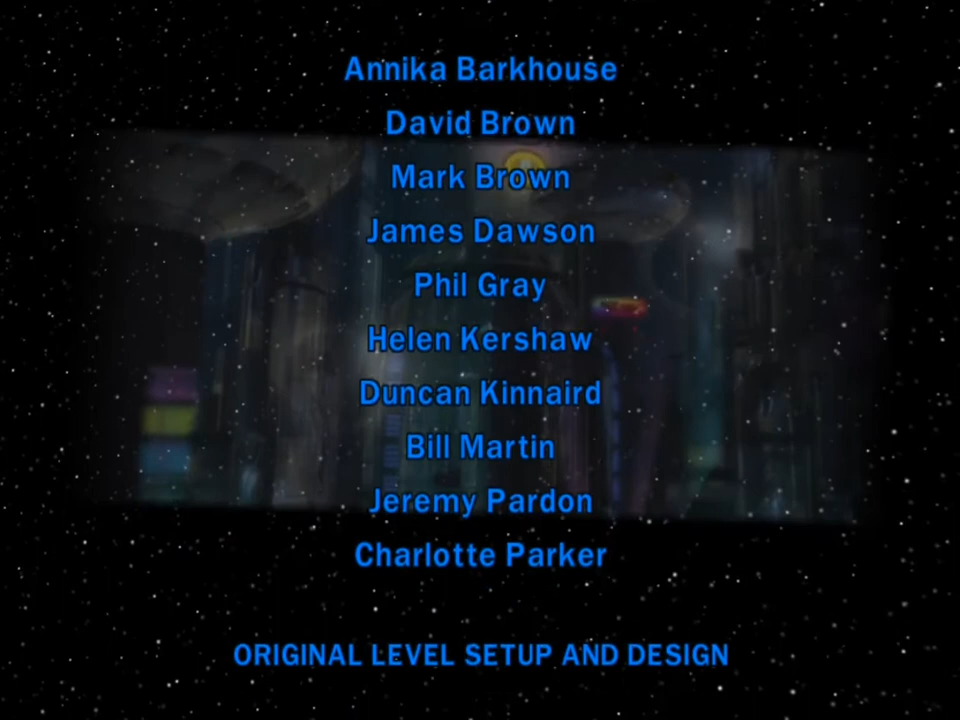 Annika Barkhouse
David Brown
Mark Brown
James Dawson
Phil Gray
Helen Kershaw
Duncan Kinnaird
Bill Martin
Jeremy Pardon
Charlotte Parker
ORIGINAL LEVEL SETUP AND DESIGN